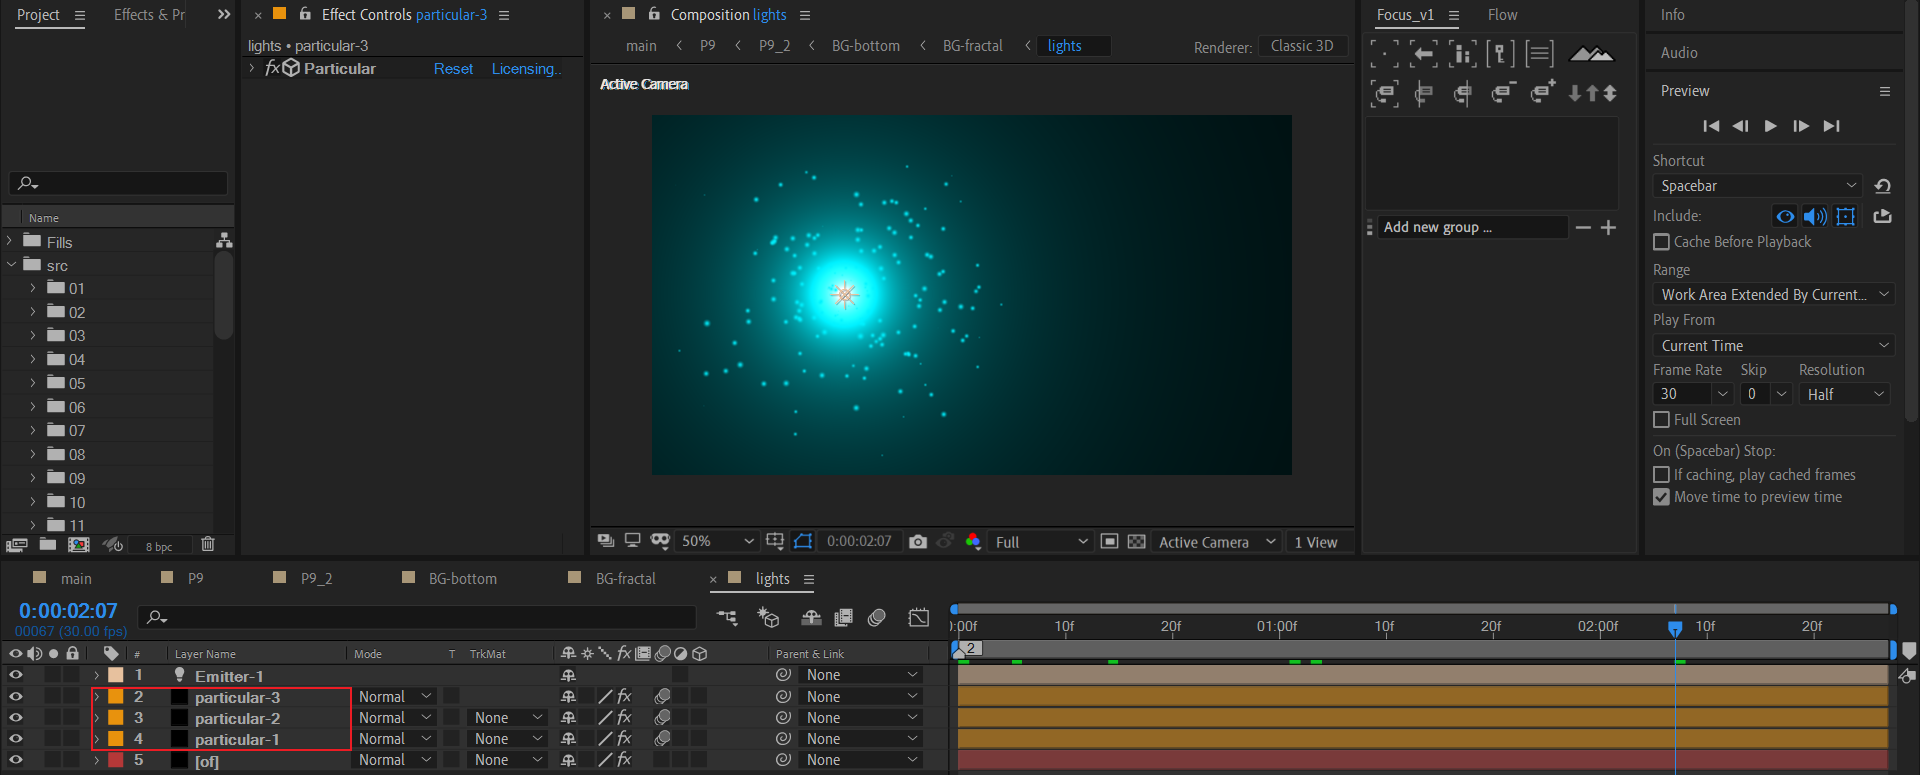 Project
Effects & Pr
Effect Controls particular-3
Composition lights
Focus_v1
Flow
Info
lights • particular-3
main
P9
P9_2
BG-bottom
BG-fractal
lights
Renderer:
Classic 3D
Audio
fx Particular
Reset
Licensing..
Active Camera
Preview
Shortcut
Spacebar
Include:
Cache Before Playback
Range
Work Area Extended By Current...
Play From
Current Time
Frame Rate
Skip
Resolution
30
0
Half
Full Screen
On (Spacebar) Stop:
If caching, play cached frames
Move time to preview time
Add new group ...
Name
Fills
src
01
02
03
04
05
06
07
08
09
10
11
8 bpc
50%
0:00:02:07
Full
Active Camera
1 View
main
P9
P9_2
BG-bottom
BG-fractal
lights
0:00:02:07
00067 (30.00 fps)
):00f
10f
20f
01:00f
10f
20f
02:00f
10f
20f
2
#
Layer Name
Mode
T
TrkMat
fx
Parent & Link
1
Emitter-1
None
2
particular-3
Normal
fx
None
3
particular-2
Normal
None
fx
None
4
particular-1
Normal
None
fx
None
5
[of]
Normal
None
fx
None